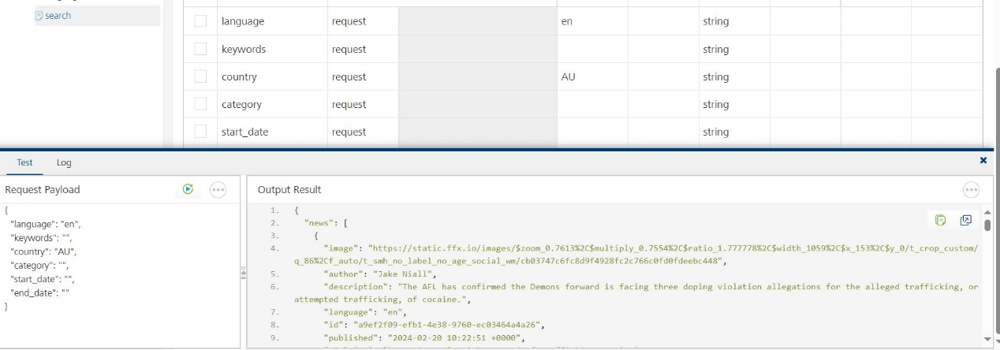 search
language request en string
keywords request string
country request AU string
category request string
start_date request string
Test Log
Request Payload
{
"language": "en",
"keywords": "",
"country": "AU",
"category": "",
"start_date": "",
"end_date": ""
}
Output Result
1. {
2. "news": [
3. {
4. "image": "https://static.ffx.io/images/$zoom_0.7613%2C$multiply_0.7554%2C$ratio_1.777778%2C$width_1059%2C$x_153%2C$y_0/t_crop_custom/
q_86%2Cf_auto/t_smh_no_label_no_age_social_wm/cb03747c6fc8d9f4928fc2c766c0fd0fdeebc448",
5. "author": "Jake Niall",
6. "description": "The AFL has confirmed the Demons forward is facing three doping violation allegations for the alleged trafficking, or
attempted trafficking, of cocaine.",
7. "language": "en",
8. "id": "a9ef2f09-efb1-4e38-9760-ec03464a4a26",
9. "published": "2024-02-20 10:22:51 +0000",